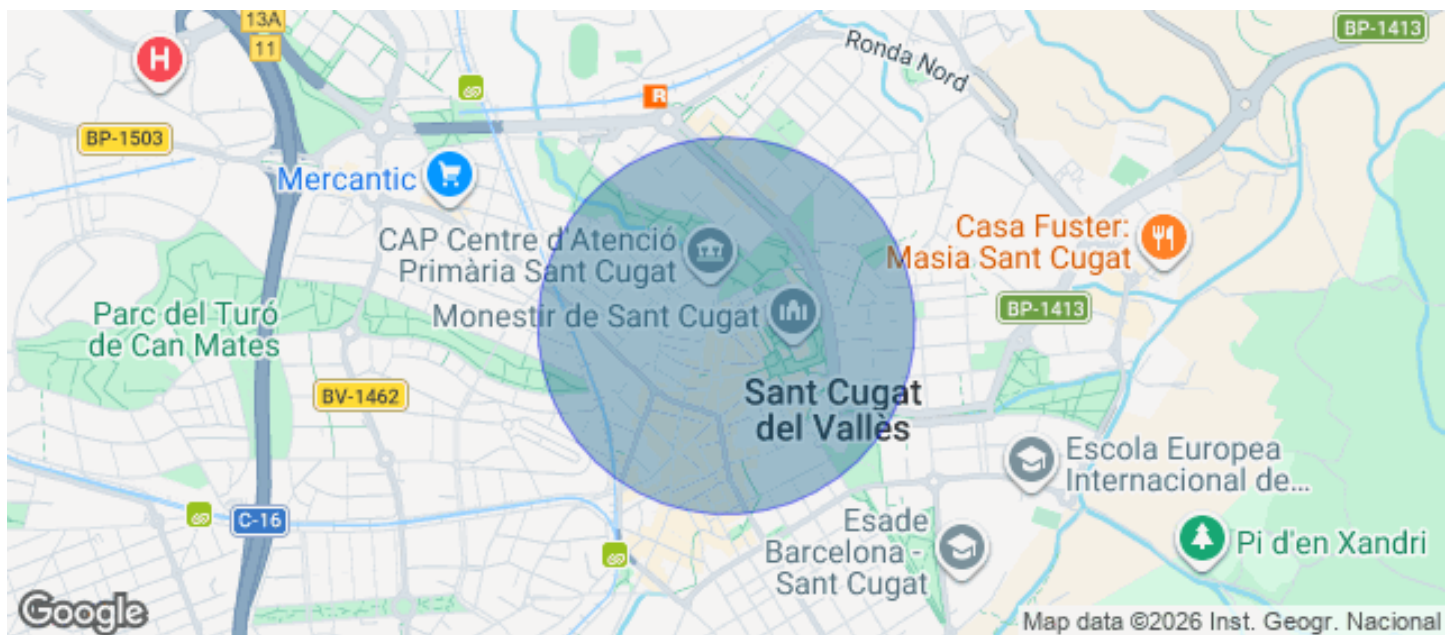 13A
11
BP-1413
Ronda Nord
H
R
BP-1503
Mercantic
CAP Centre d'Atenció
Primària Sant Cugat
Casa Fuster:
Masia Sant Cugat
Monestir de Sant Cugat
BP-1413
Parc del Turó
de Can Mates
BV-1462
Sant Cugat
del Vallès
Escola Europea
Internacional de...
C-16
Esade
Barcelona -
Sant Cugat
Pi d'en Xandri
Google
Map data ©2026 Inst. Geogr. Nacional